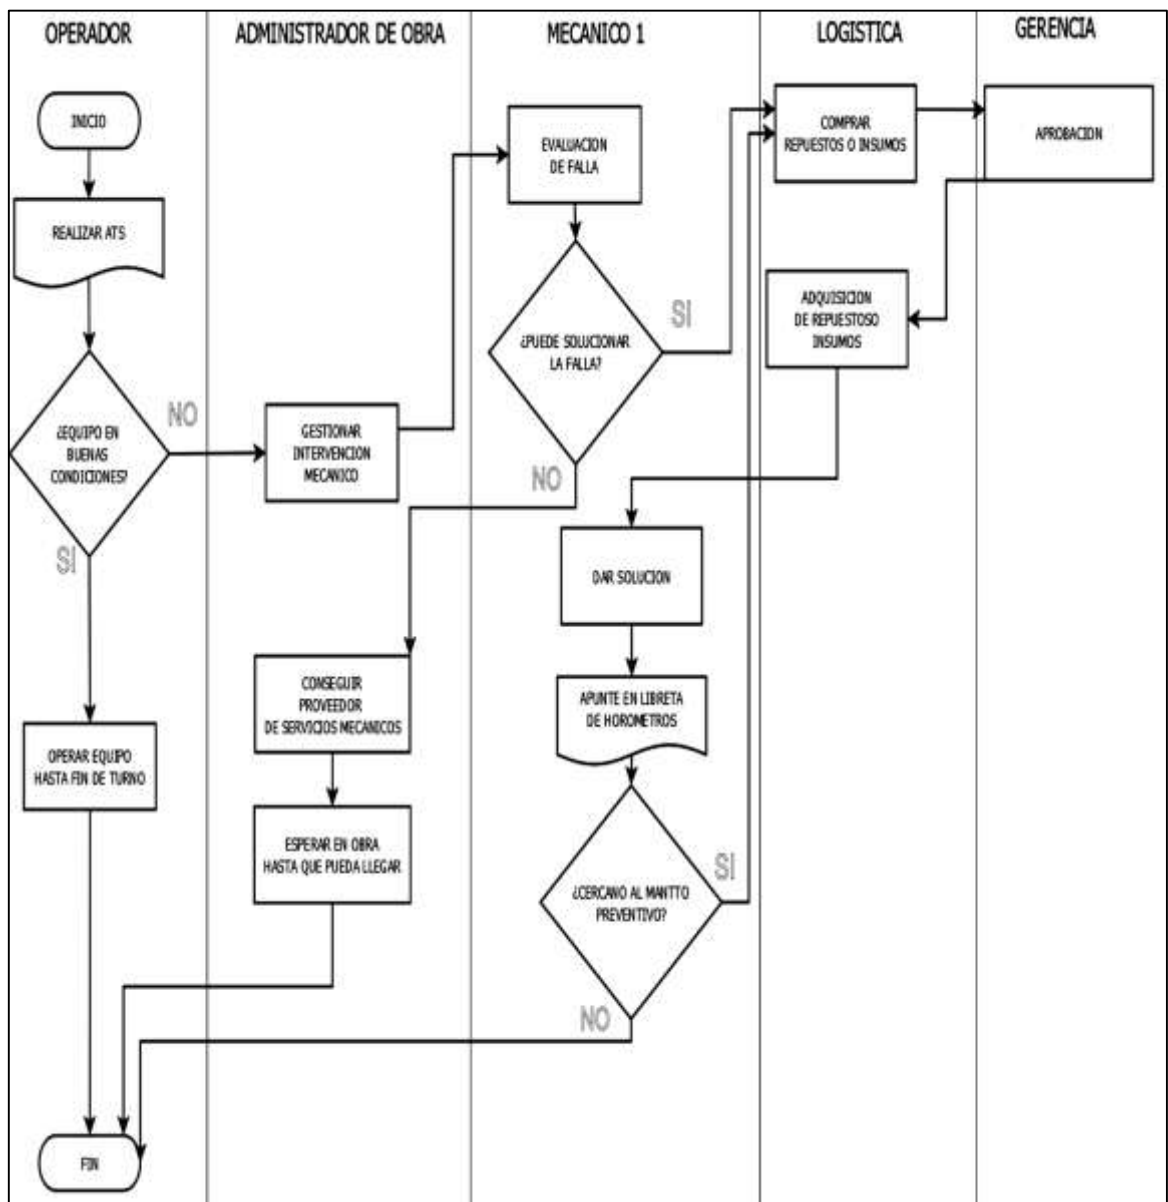 OPERADOR
ADMINISTRADOR DE OBRA
MECANICO 1
LOGISTICA
GERENCIA
INICIO
REALIZAR ATS
¿EQUIPO EN
BUENAS
CONDICIONES?
NO
SI
OPERAR EQUIPO
HASTA FIN DE TURNO
FIN
GESTIONAR
INTERVENCION
MECANICO
CONSEGUIR
PROVEEDOR
DE SERVICIOS MECANICOS
ESPERAR EN OBRA
HASTA QUE PUEDA LLEGAR
EVALUACION
DE FALLA
¿PUEDE SOLUCIONAR
LA FALLA?
SI
NO
DAR SOLUCION
APUNTE EN LIBRETA
DE HOROMETROS
¿CERCANO AL MANTTO
PREVENTIVO?
SI
NO
COMPRAR
REPUESTOS O INSUMOS
ADQUISICION
DE REPUESTOSO
INSUMOS
APROBACION